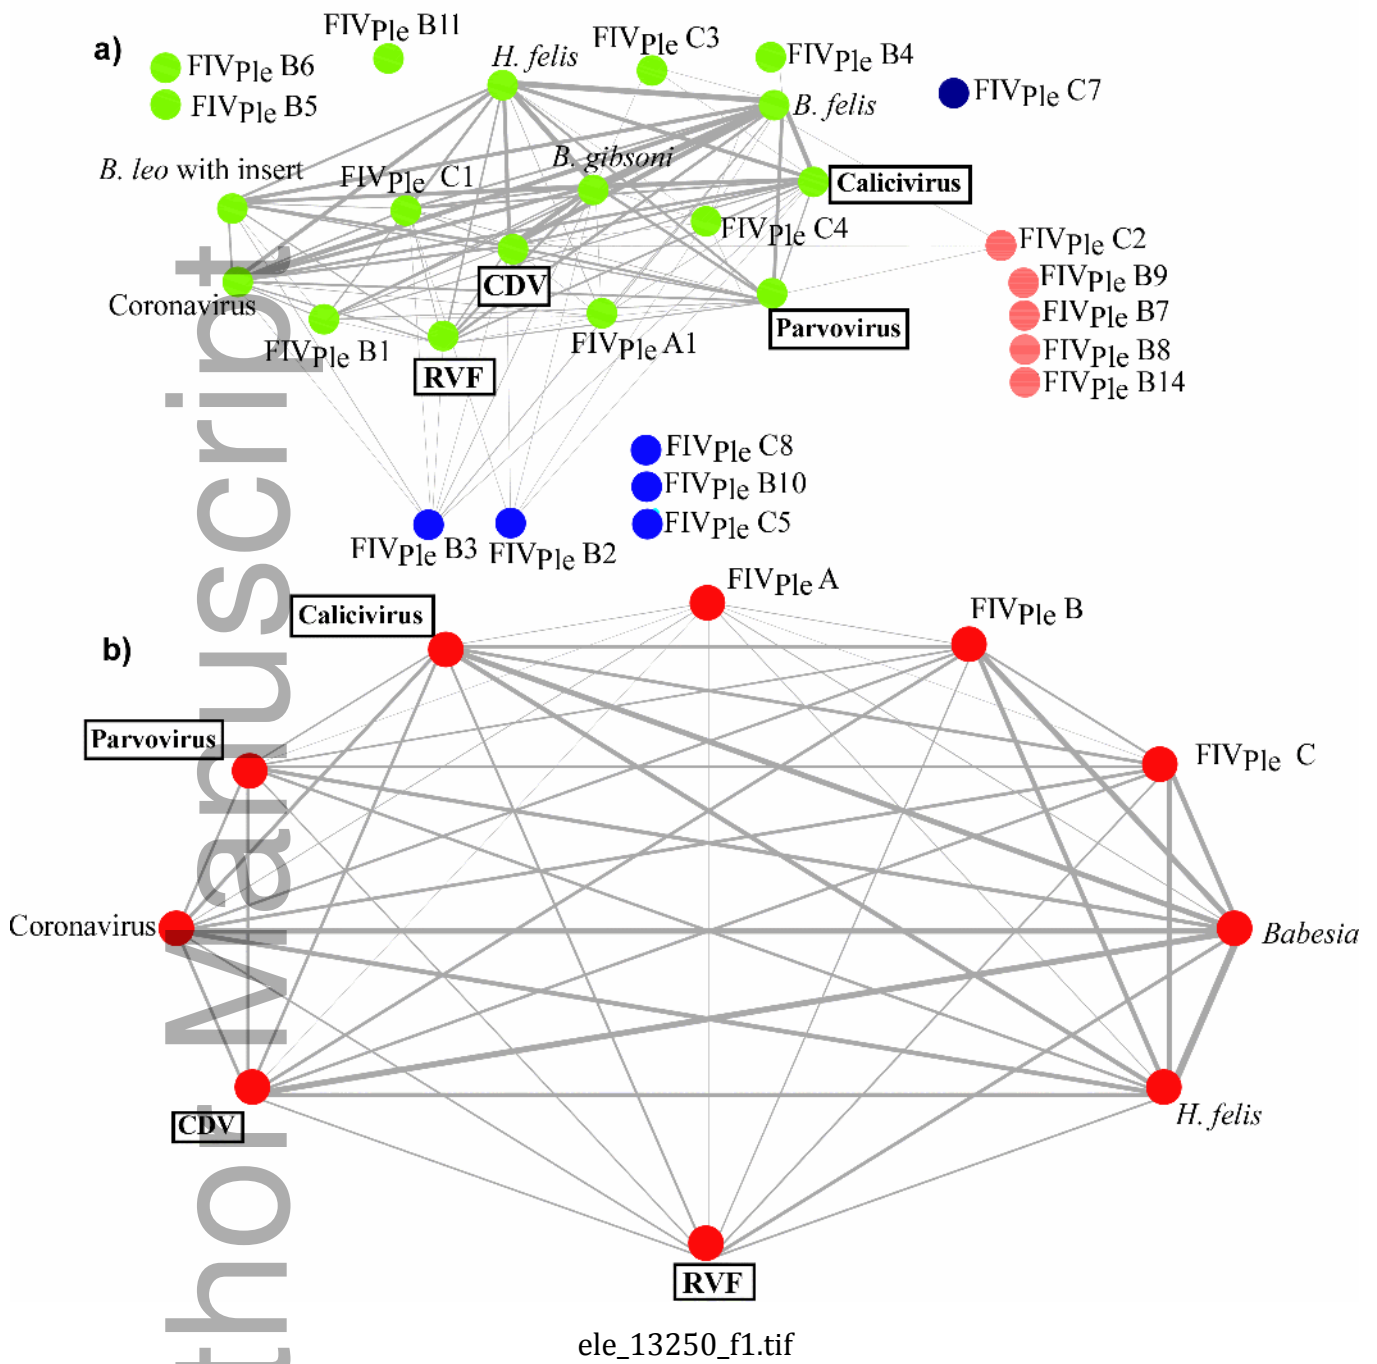 a)
FIVPle B11
H. felis
FIVPle C3
FIVPle B4
FIVPle B6
FIVPle B5
B. felis
FIVPle C7
B. leo with insert
FIVPle C1
B. gibsoni
Calicivirus
FIVPle C4
FIVPle C2
CDV
Coronavirus
FIVPle B9
FIVPle B7
Parvovirus
FIVPle B1
FIVPle A1
FIVPle B8
RVF
FIVPle B14
FIVPle C8
FIVPle B10
FIVPle C5
FIVPle B3
FIVPle B2
b)
FIVPle A
Calicivirus
FIVPle B
Parvovirus
FIVPle C
Coronavirus
Babesia
CDV
H. felis
RVF
thor Manuscript
ele_13250_f1.tif